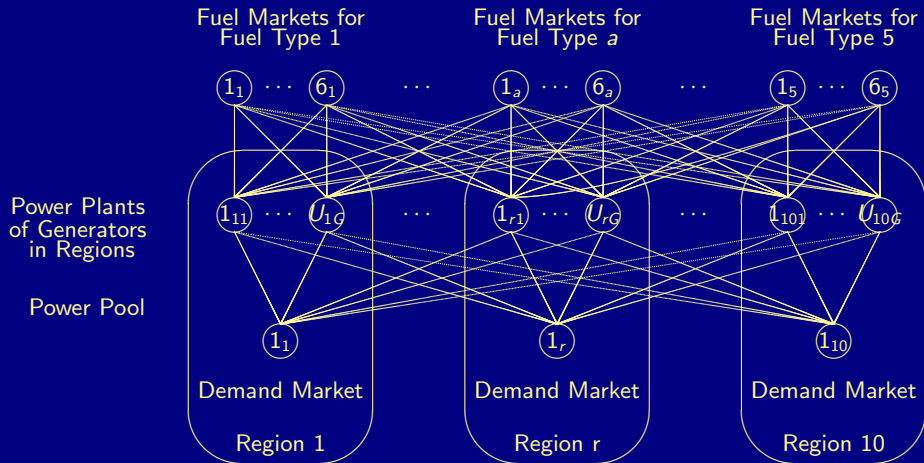 Fuel Markets for Fuel Markets for Fuel Markets for
Fuel Type 1 Fuel Type a Fuel Type 5
1₁ ··· 6₁ ··· 1ₐ ··· 6ₐ ··· 1₅ ··· 6₅
Power Plants
of Generators
in Regions
1₁₁ ··· U₁G ··· 1r₁ ··· UrG ··· 1₁₀₁ ··· U₁₀G
Power Pool
1₁ 1r 1₁₀
Demand Market Demand Market Demand Market
Region 1 Region r Region 10